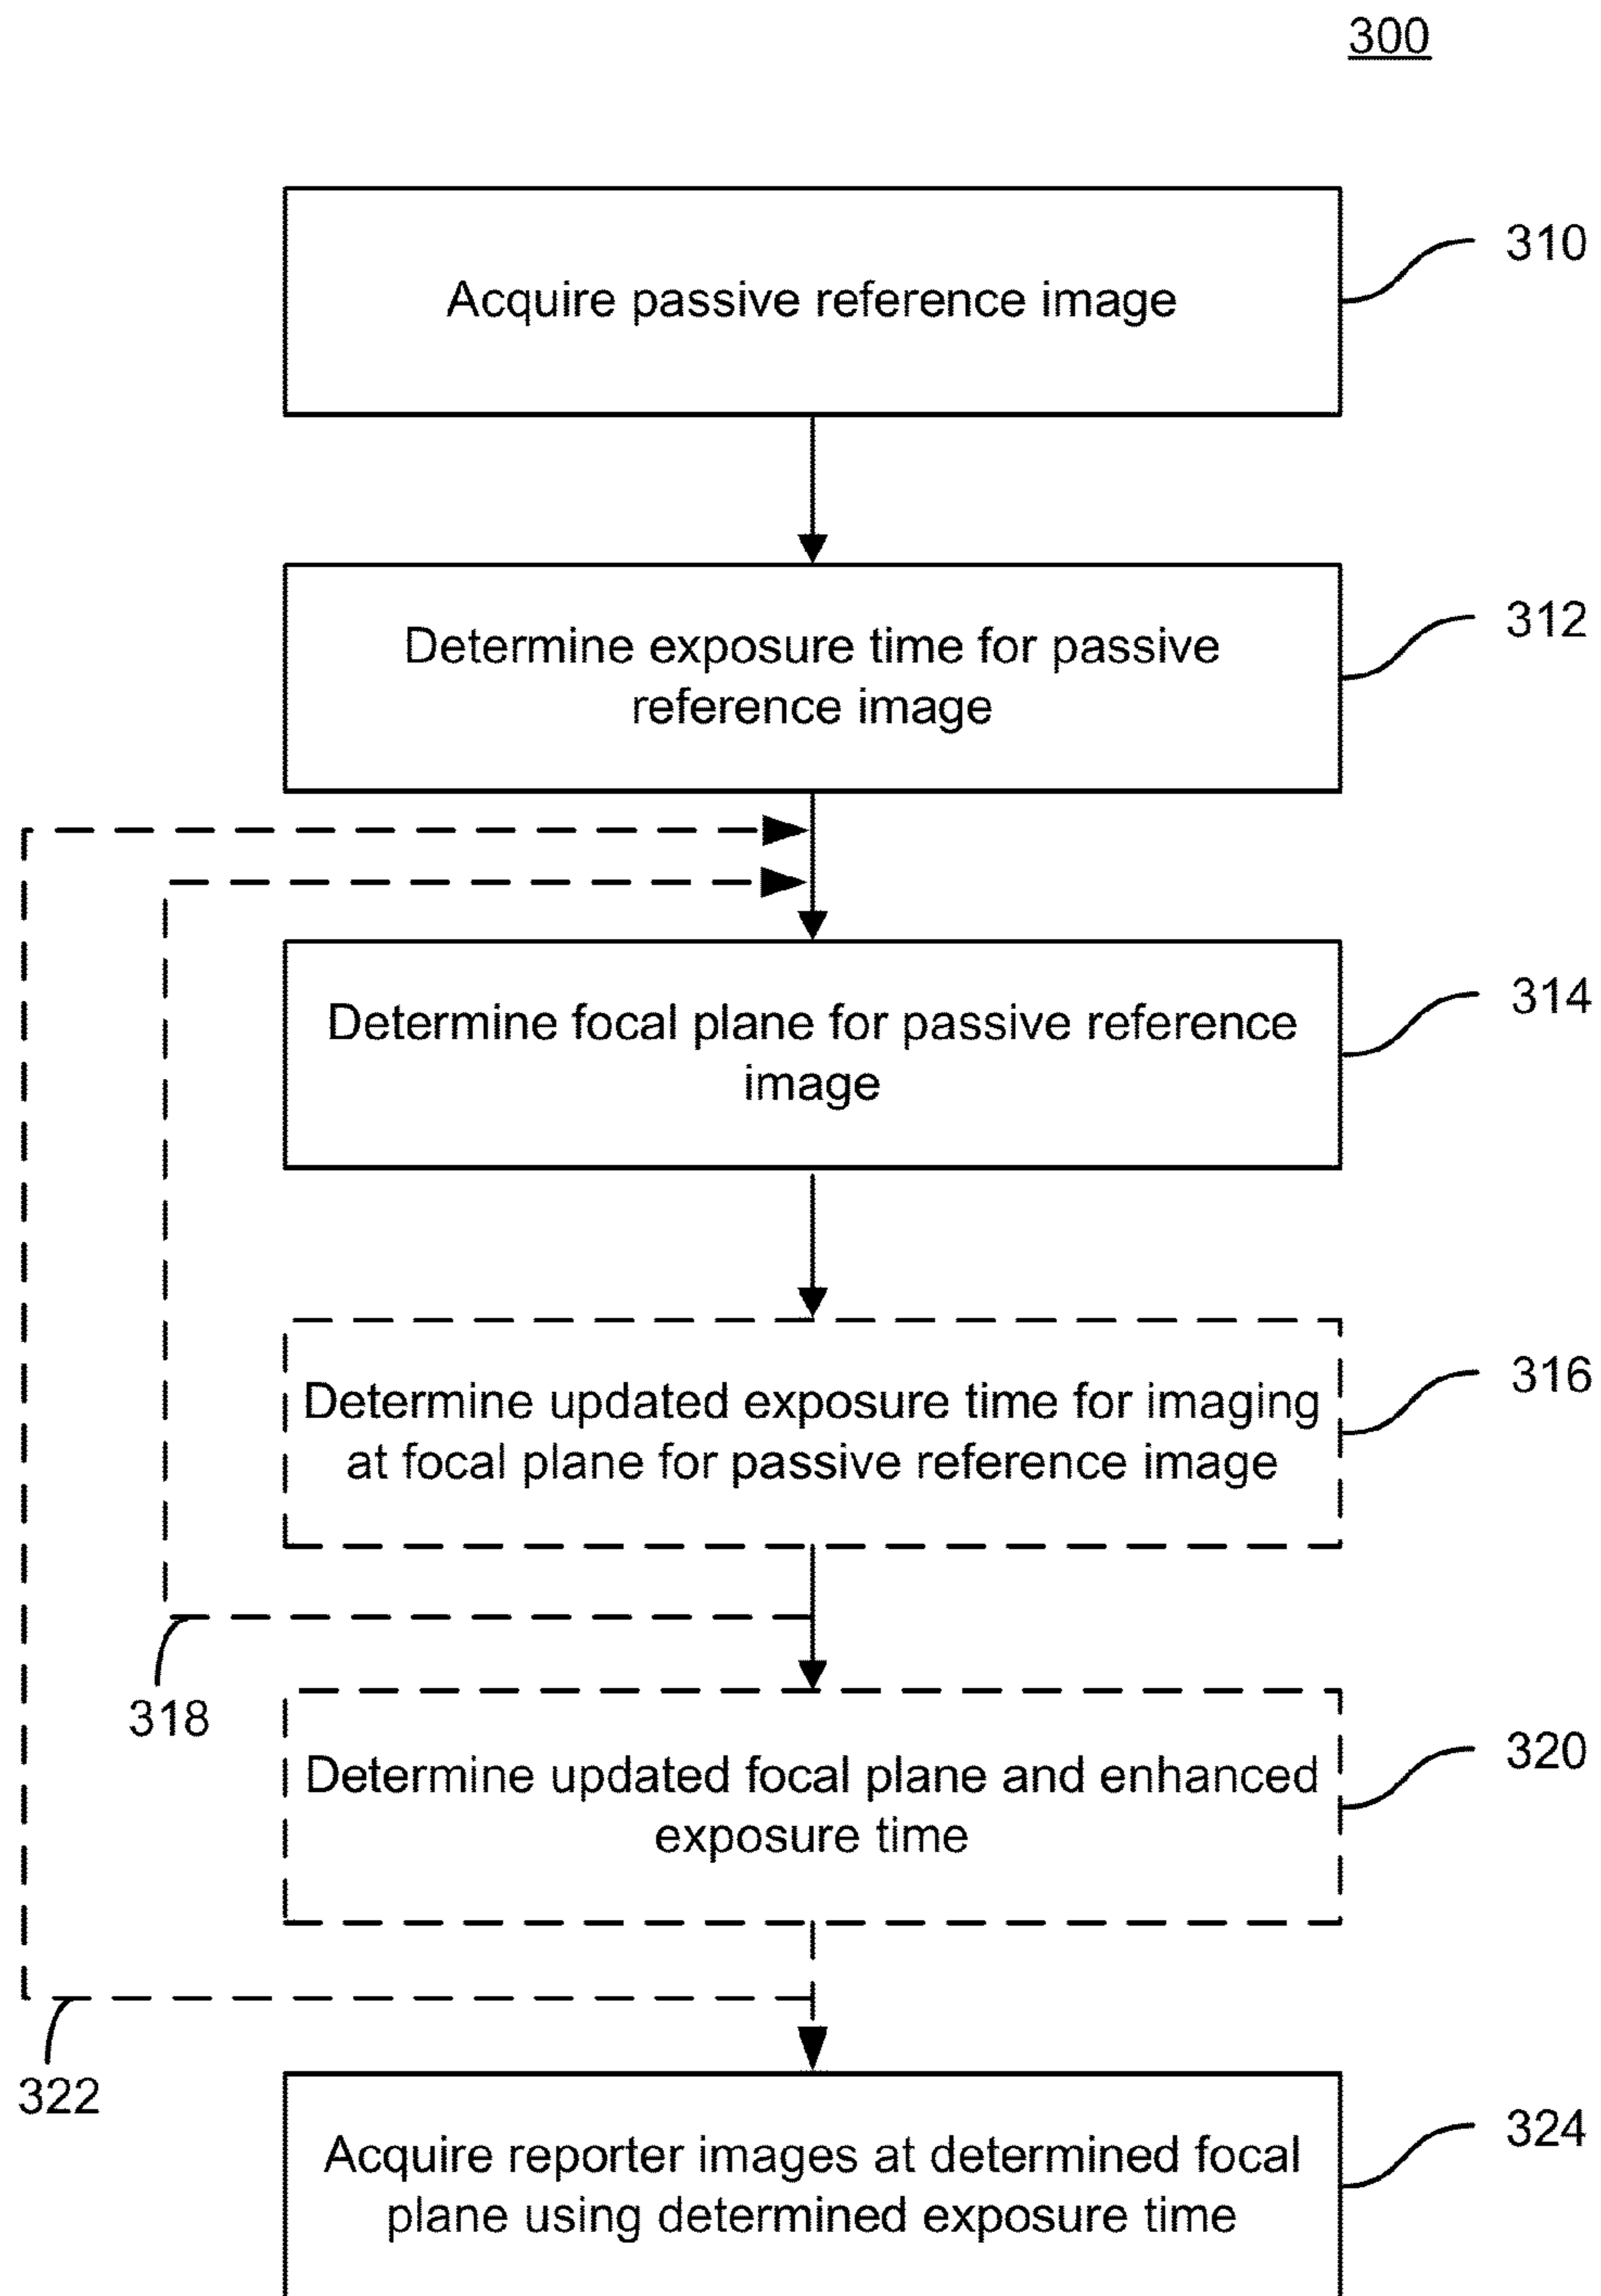 300
Acquire passive reference image
310
Determine exposure time for passive
reference image
312
Determine focal plane for passive reference
image
314
Determine updated exposure time for imaging
at focal plane for passive reference image
316
318
Determine updated focal plane and enhanced
exposure time
320
322
Acquire reporter images at determined focal
plane using determined exposure time
324